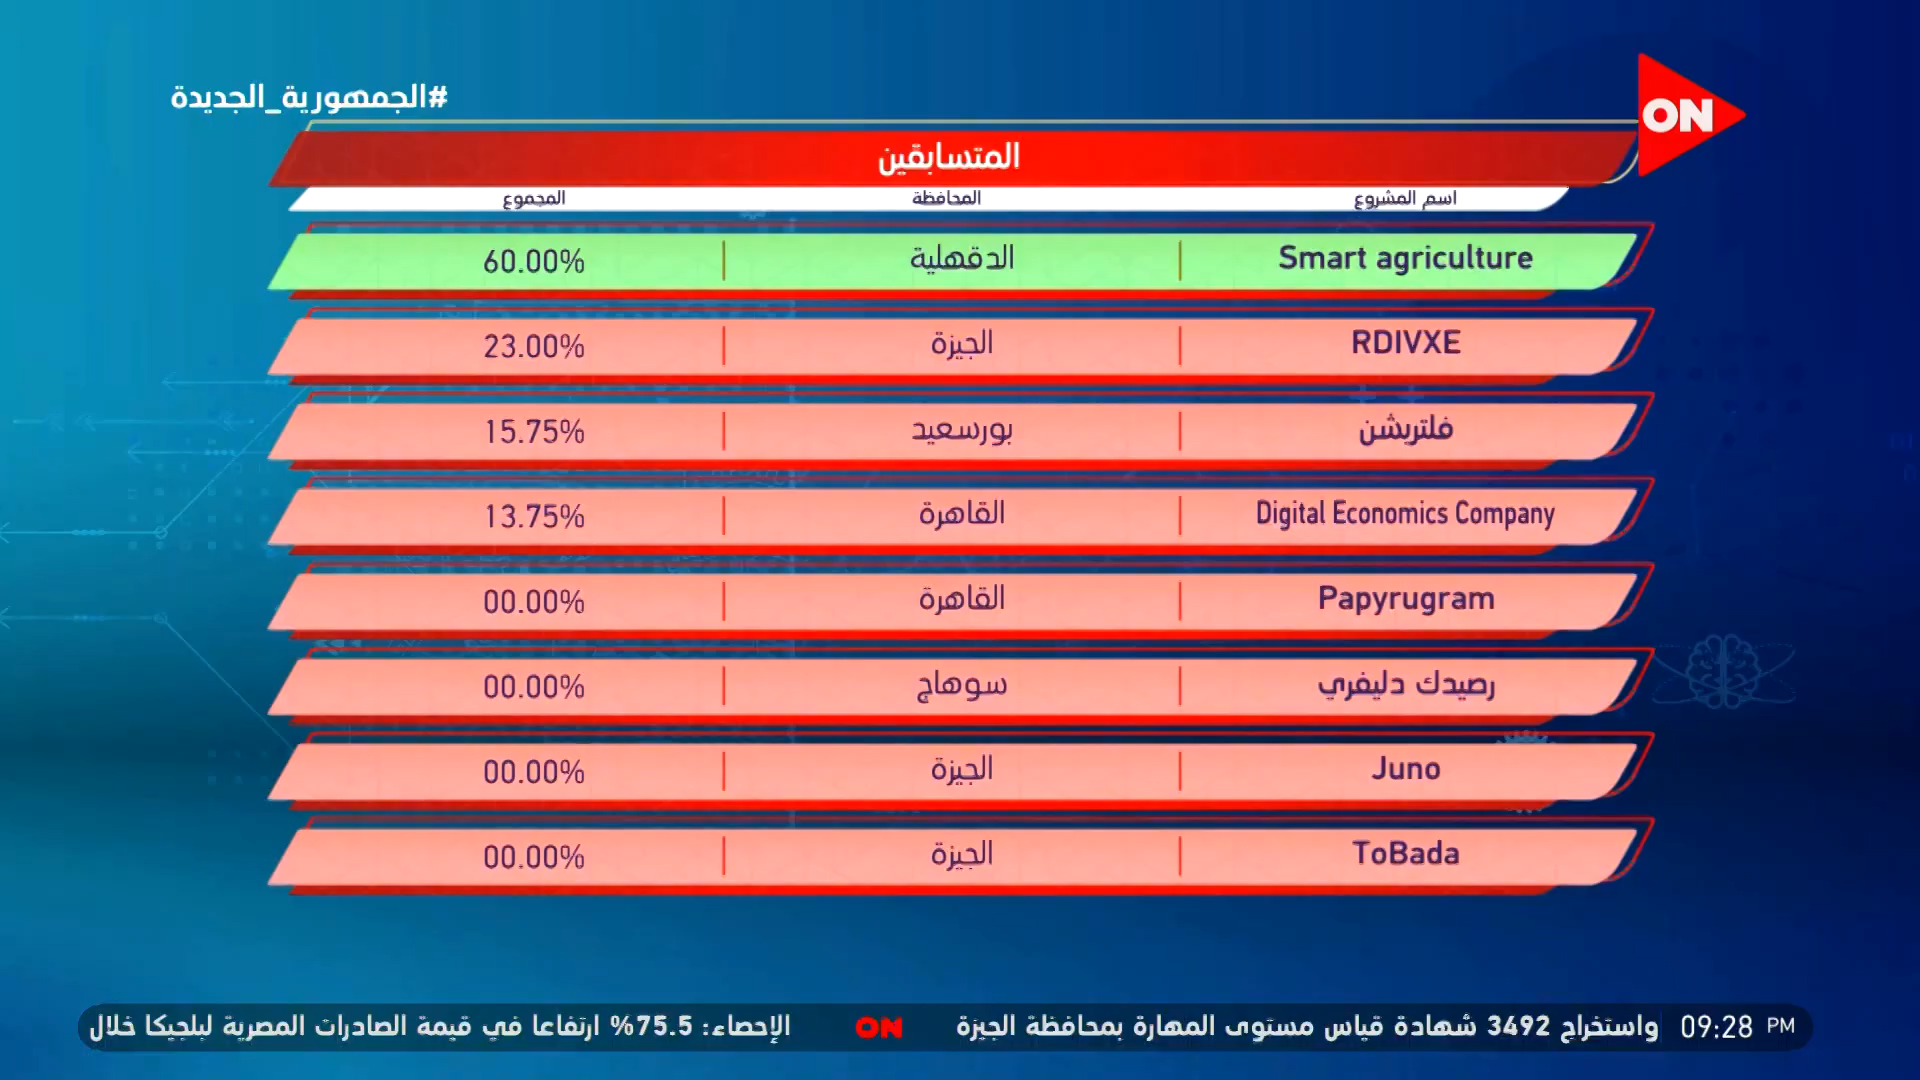 #الجمهورية_الجديدة
ON
المتسابقين
اسم المشروع المحافظة المجموع
Smart agriculture الدقهلية 60.00%
RDIVXE الجيزة 23.00%
فلتريشن بورسعيد 15.75%
Digital Economics Company القاهرة 13.75%
Papyrugram القاهرة 00.00%
رصيدك دليفري سوهاج 00.00%
Juno الجيزة 00.00%
ToBada الجيزة 00.00%
09:28 PM واستخراج 3492 شهادة قياس مستوى المهارة بمحافظة الجيزة ON الإحصاء: 75.5% ارتفاعا في قيمة الصادرات المصرية لبلجيكا خلال